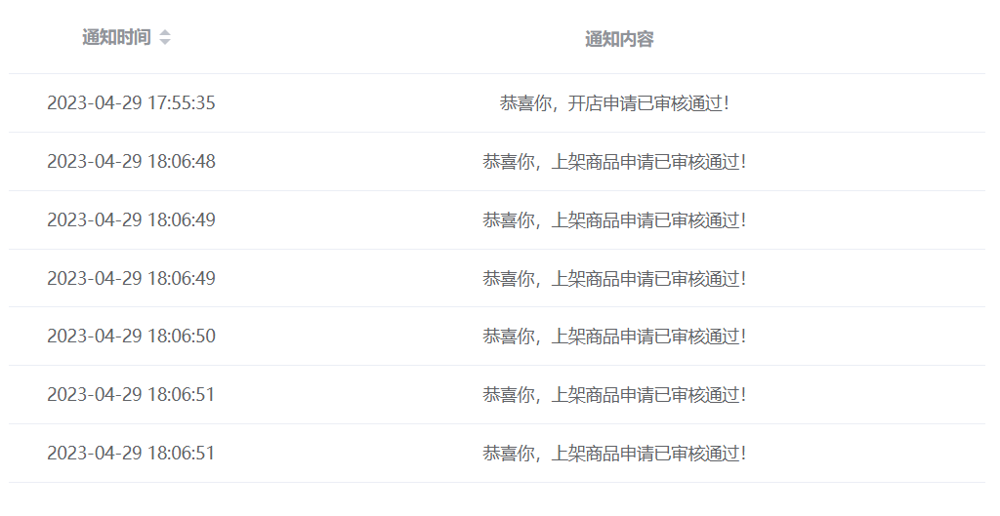 通知时间 通知内容
2023-04-29 17:55:35 恭喜你，开店申请已审核通过！
2023-04-29 18:06:48 恭喜你，上架商品申请已审核通过！
2023-04-29 18:06:49 恭喜你，上架商品申请已审核通过！
2023-04-29 18:06:49 恭喜你，上架商品申请已审核通过！
2023-04-29 18:06:50 恭喜你，上架商品申请已审核通过！
2023-04-29 18:06:51 恭喜你，上架商品申请已审核通过！
2023-04-29 18:06:51 恭喜你，上架商品申请已审核通过！